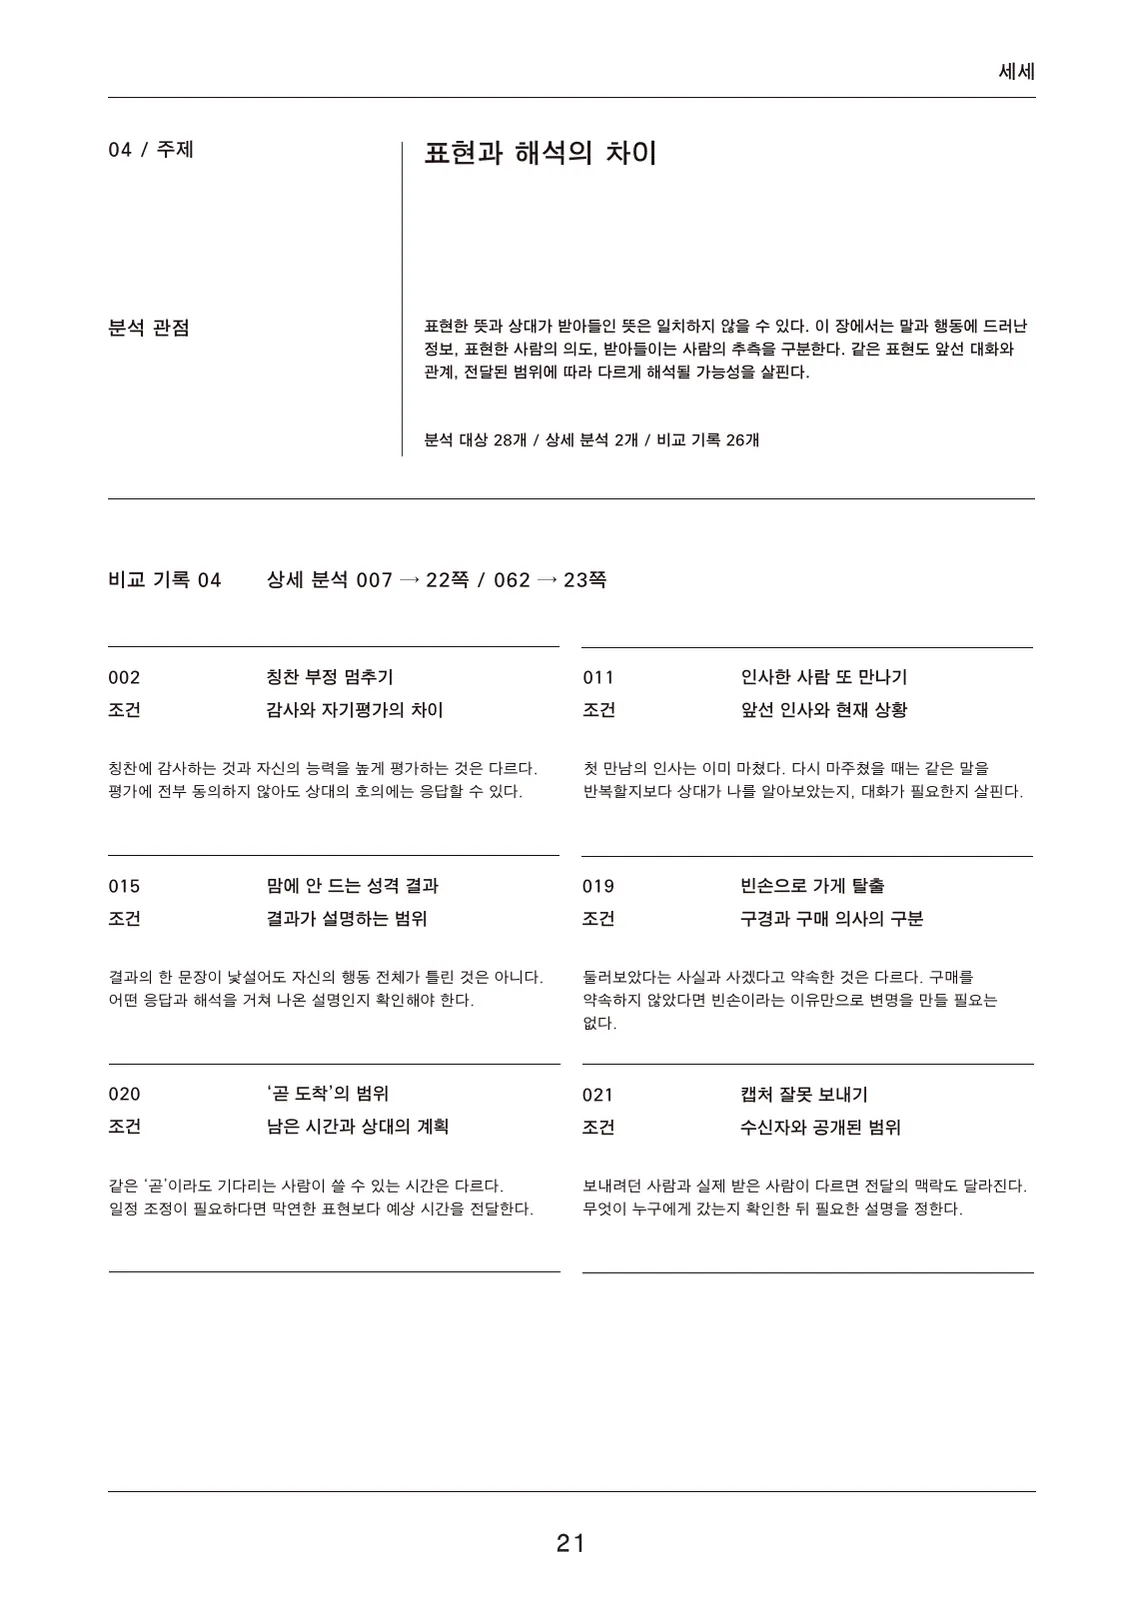 세세
04 / 주제
표현과 해석의 차이
분석 관점
표현한 뜻과 상대가 받아들인 뜻은 일치하지 않을 수 있다. 이 장에서는 말과 행동에 드러난
정보, 표현한 사람의 의도, 받아들이는 사람의 추측을 구분한다. 같은 표현도 앞선 대화와
관계, 전달된 범위에 따라 다르게 해석될 가능성을 살핀다.
분석 대상 28개 / 상세 분석 2개 / 비교 기록 26개
비교 기록 04 상세 분석 007 → 22쪽 / 062 → 23쪽
002 칭찬 부정 멈추기
조건 감사와 자기평가의 차이
칭찬에 감사하는 것과 자신의 능력을 높게 평가하는 것은 다르다.
평가에 전부 동의하지 않아도 상대의 호의에는 응답할 수 있다.
011 인사한 사람 또 만나기
조건 앞선 인사와 현재 상황
첫 만남의 인사는 이미 마쳤다. 다시 마주쳤을 때는 같은 말을
반복할지보다 상대가 나를 알아보았는지, 대화가 필요한지 살핀다.
015 맘에 안 드는 성격 결과
조건 결과가 설명하는 범위
결과의 한 문장이 낯설어도 자신의 행동 전체가 틀린 것은 아니다.
어떤 응답과 해석을 거쳐 나온 설명인지 확인해야 한다.
019 빈손으로 가게 탈출
조건 구경과 구매 의사의 구분
둘러보았다는 사실과 사겠다고 약속한 것은 다르다. 구매를
약속하지 않았다면 빈손이라는 이유만으로 변명을 만들 필요는
없다.
020 ‘곧 도착’의 범위
조건 남은 시간과 상대의 계획
같은 ‘곧’이라도 기다리는 사람이 쓸 수 있는 시간은 다르다.
일정 조정이 필요하다면 막연한 표현보다 예상 시간을 전달한다.
021 캡처 잘못 보내기
조건 수신자와 공개된 범위
보내려던 사람과 실제 받은 사람이 다르면 전달의 맥락도 달라진다.
무엇이 누구에게 갔는지 확인한 뒤 필요한 설명을 정한다.
21